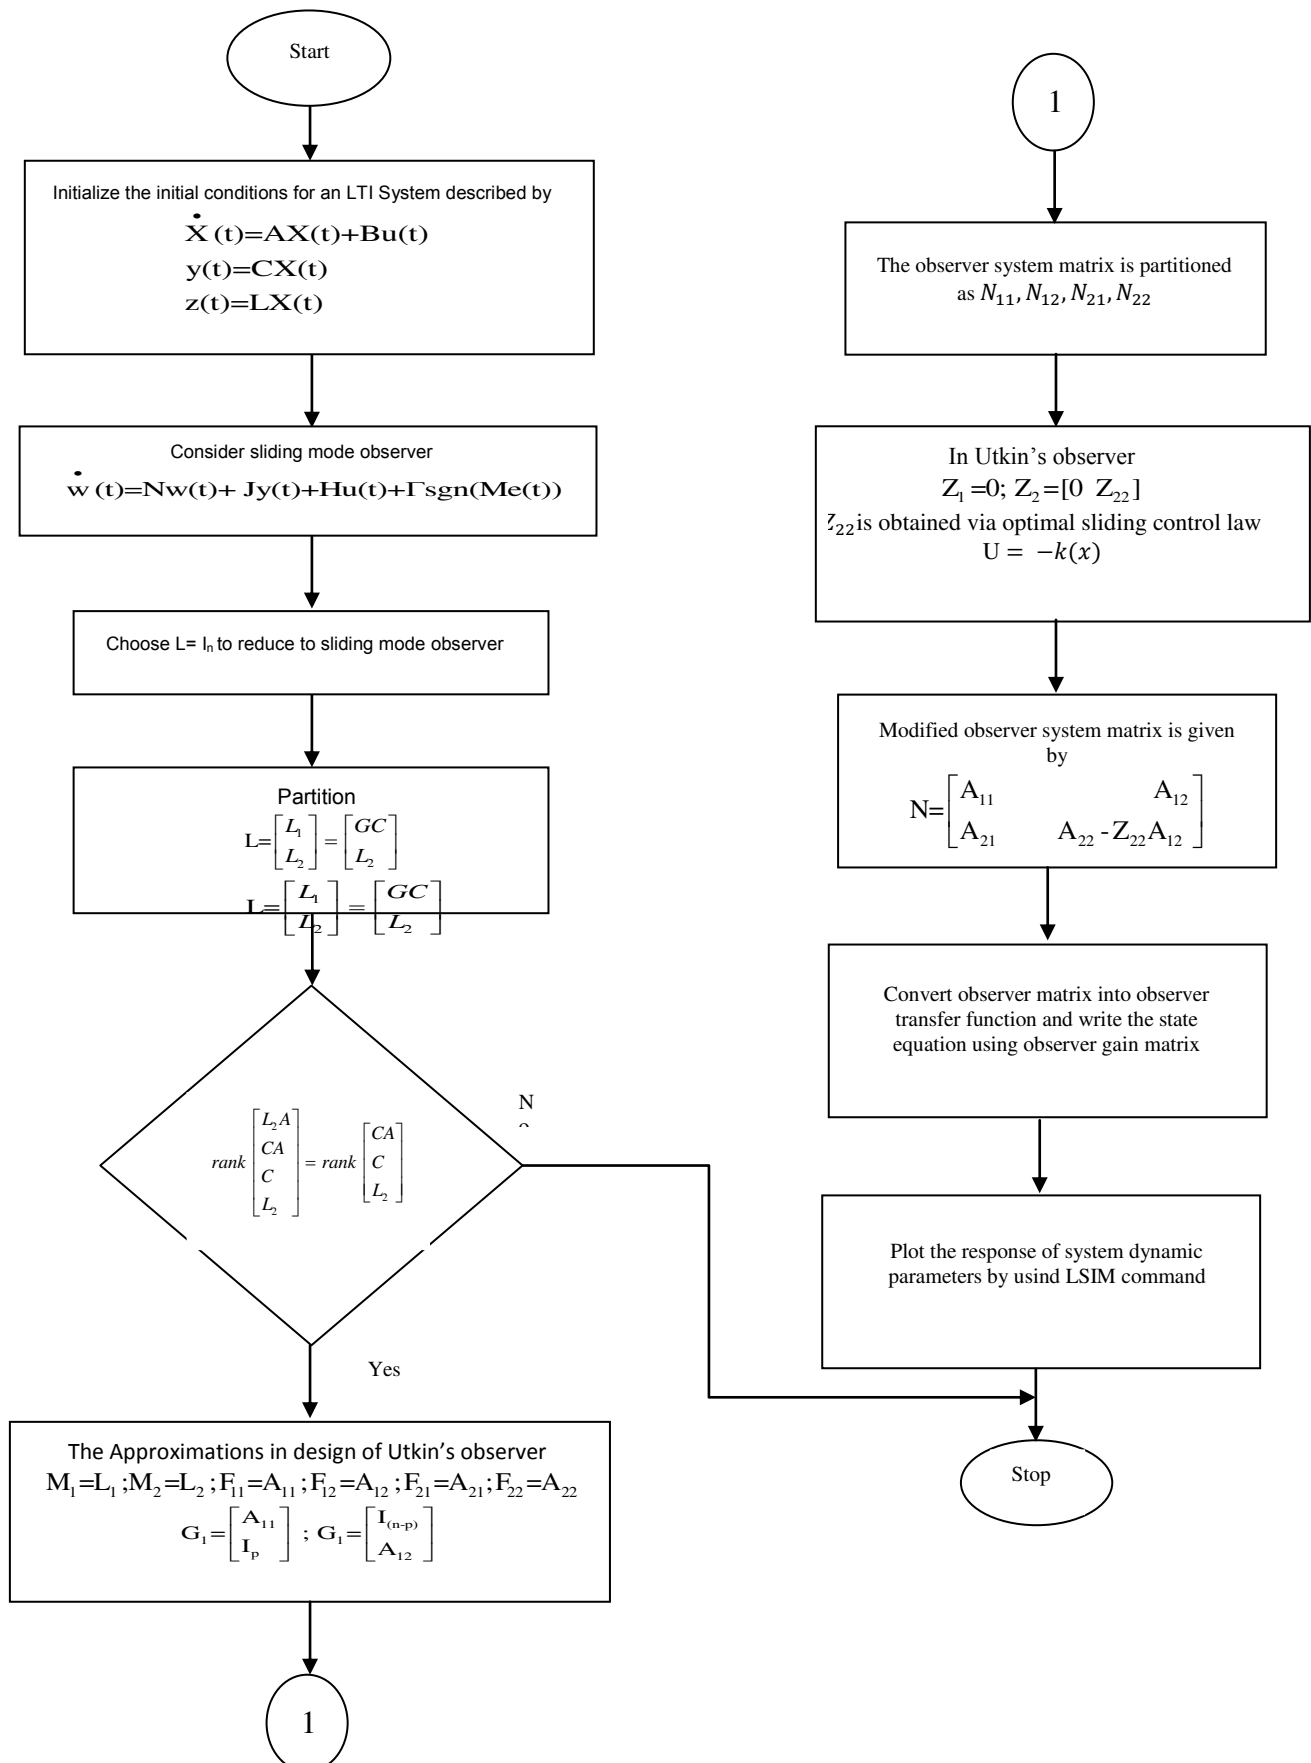 Start
Initialize the initial conditions for an LTI System described by
Ẋ (t)=AX(t)+Bu(t)
y(t)=CX(t)
z(t)=LX(t)
Consider sliding mode observer
ẇ (t)=Nw(t)+ Jy(t)+Hu(t)+Γsgn(Me(t))
Choose L= Iₙ to reduce to sliding mode observer
Partition
L=[L₁; L₂] = [GC; L₂]
L=[L₁; L₂] = [GC; L₂]
rank [L₂A; CA; C; L₂] = rank [CA; C; L₂]
N
Yes
The Approximations in design of Utkin’s observer
M₁=L₁ ;M₂=L₂ ;F₁₁=A₁₁ ;F₁₂=A₁₂ ;F₂₁=A₂₁;F₂₂=A₂₂
G₁=[A₁₁; Iₚ] ; G₁=[I₍ₙ₋ₚ₎; A₁₂]
1
1
The observer system matrix is partitioned
as N₁₁, N₁₂, N₂₁, N₂₂
In Utkin’s observer
Z₁ =0; Z₂ =[0 Z₂₂]
Z₂₂ is obtained via optimal sliding control law
U = −k(x)
Modified observer system matrix is given
by
N=[A₁₁ A₁₂; A₂₁ A₂₂ - Z₂₂A₁₂]
Convert observer matrix into observer
transfer function and write the state
equation using observer gain matrix
Plot the response of system dynamic
parameters by usind LSIM command
Stop